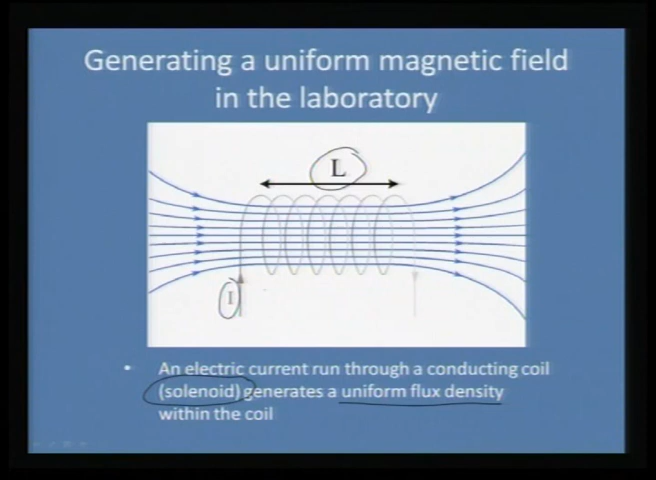 Generating a uniform magnetic field
in the laboratory
L
I
• An electric current run through a conducting coil
(solenoid) generates a uniform flux density
within the coil